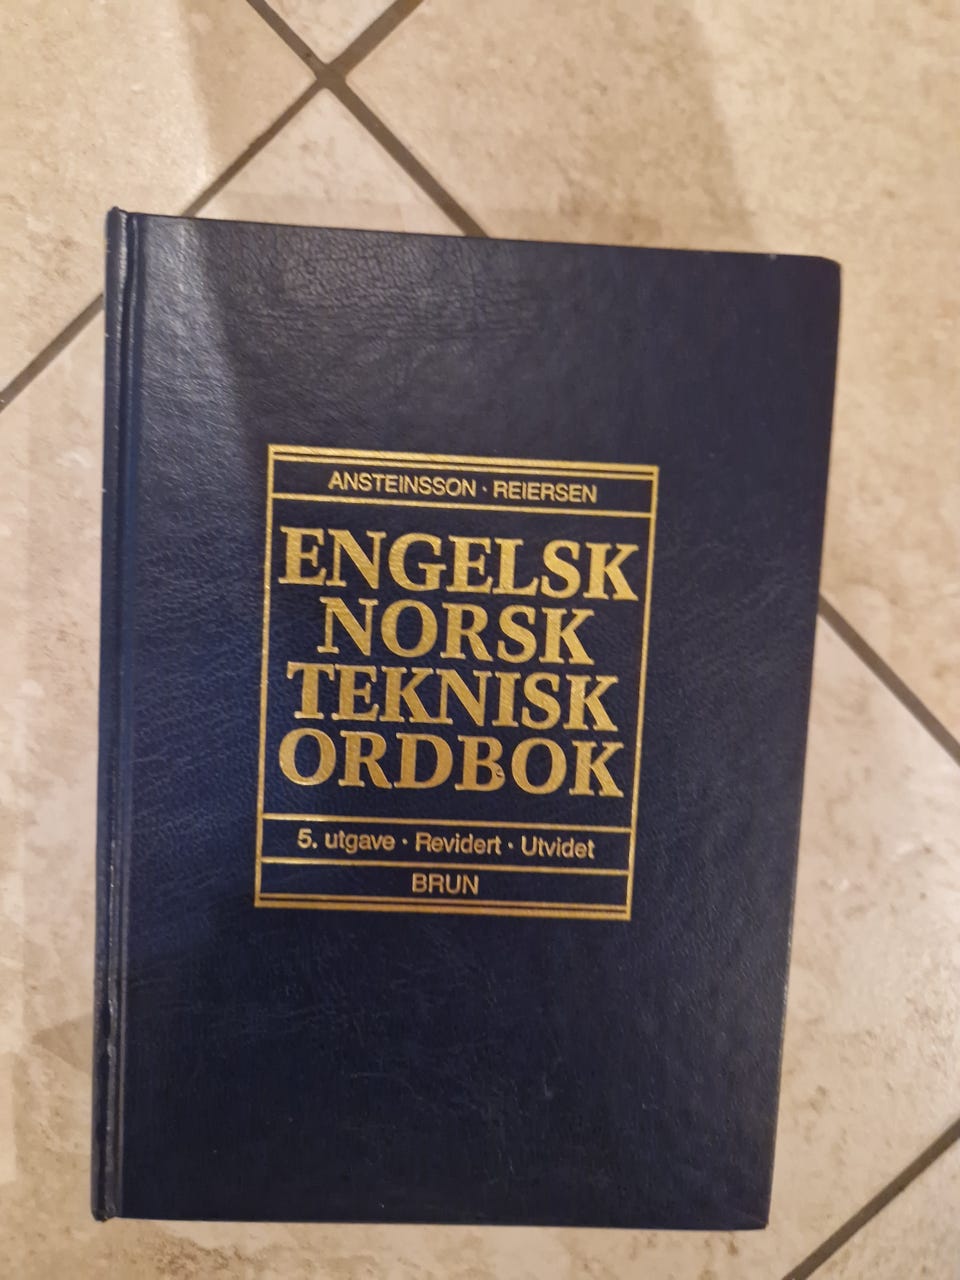 ANSTEINSSON · REIERSEN
ENGELSK
NORSK
TEKNISK
ORDBOK
5. utgave · Revidert · Utvidet
BRUN